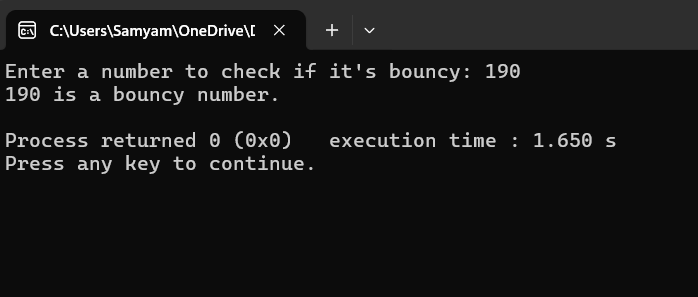 C:\Users\Samyam\OneDrive\[
Enter a number to check if it's bouncy: 190
190 is a bouncy number.
Process returned 0 (0x0)   execution time : 1.650 s
Press any key to continue.